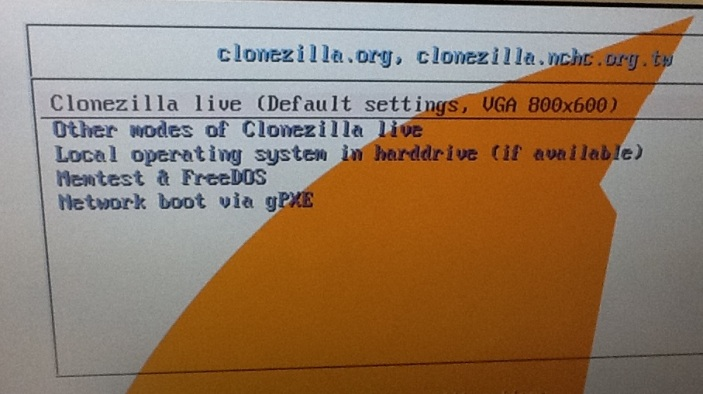 clonezilla.org, clonezilla.nchc.org.tw
Clonezilla live (Default settings, VGA 800x600)
Other modes of Clonezilla live
Local operating system in harddrive (if available)
Memtest & FreeDOS
Network boot via gPXE